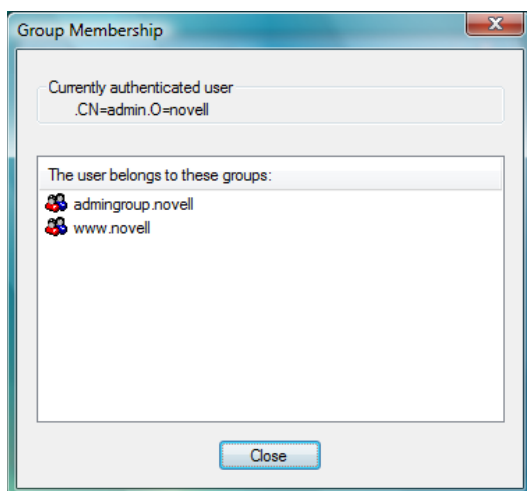 Group Membership
Currently authenticated user
.CN=admin.O=novell
The user belongs to these groups:
admingroup.novell
www.novell
Close